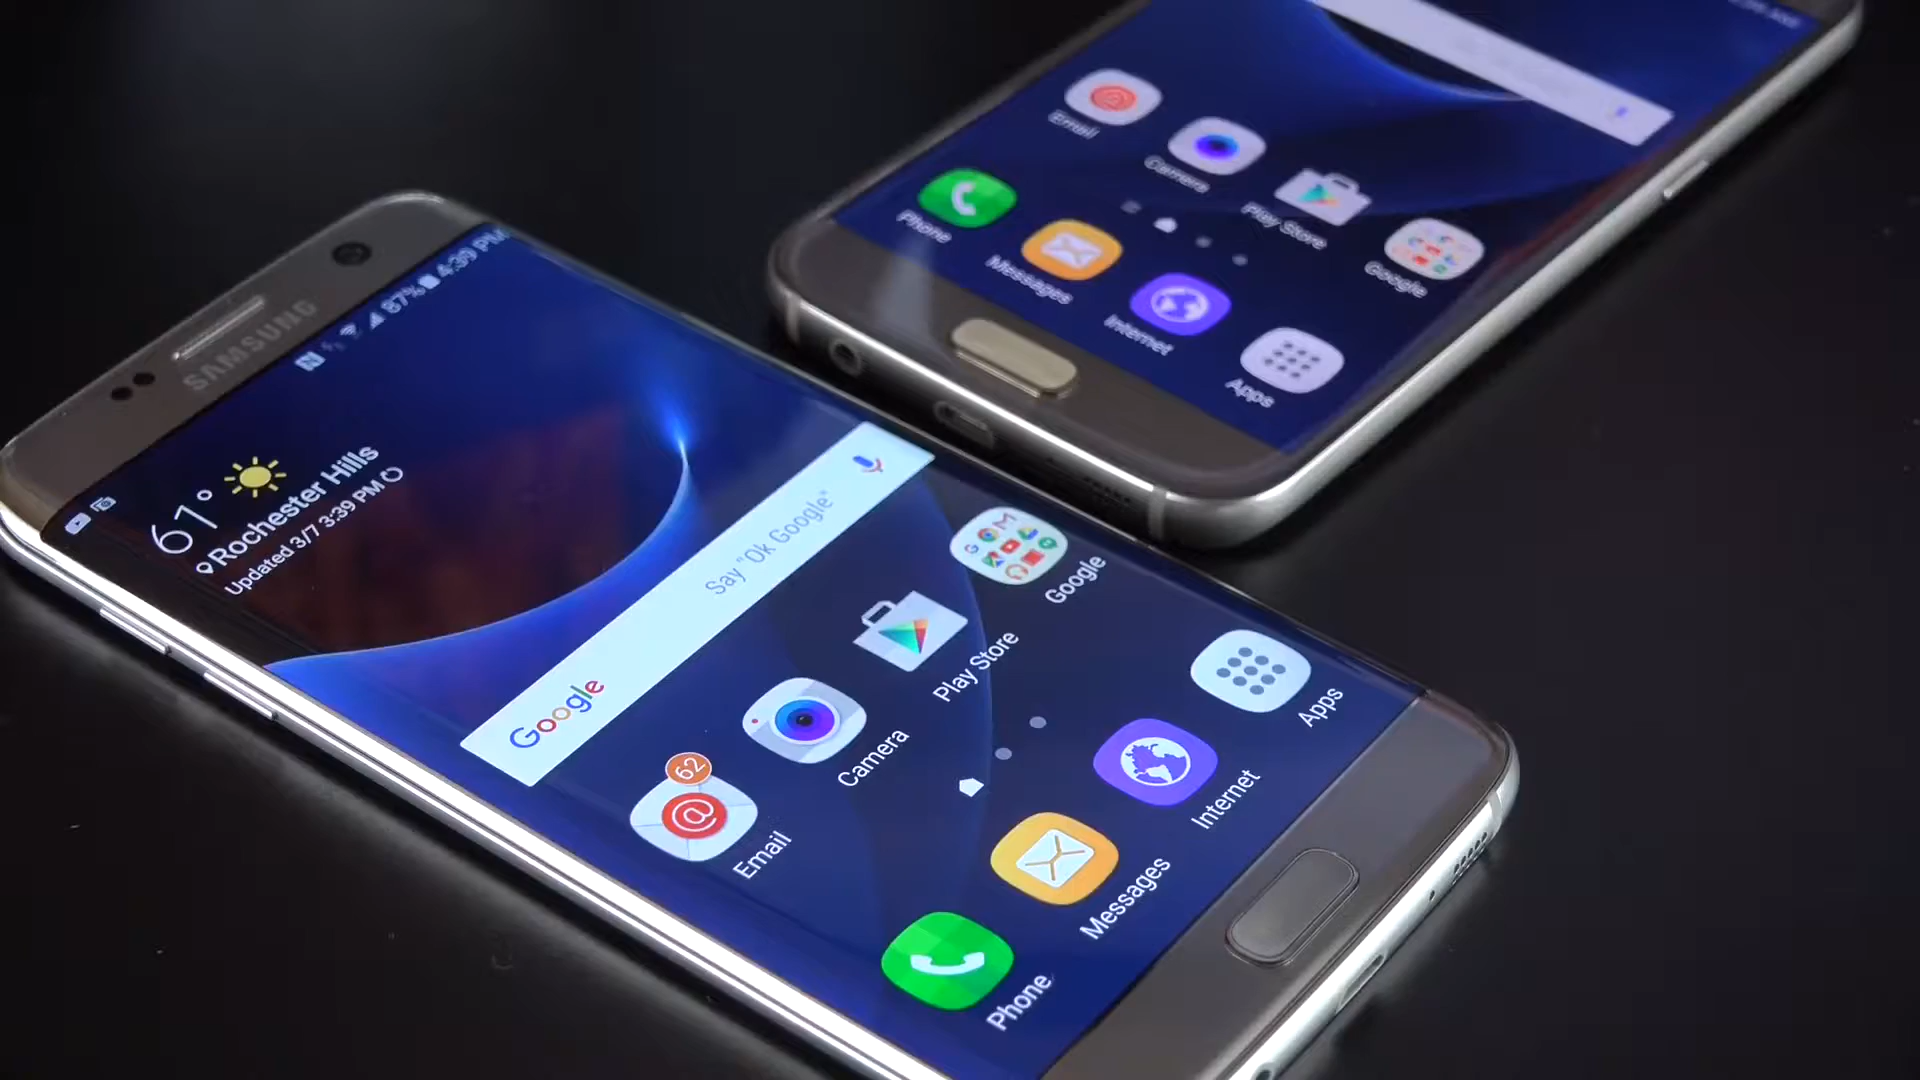 SAMSUNG
87% 4:39 PM
61°
Rochester Hills
Updated 3/7 3:39 PM
Google
Say "Ok Google"
62
Email
Camera
Play Store
Google
Phone
Messages
Internet
Apps
Email
Camera
Play Store
Google
Phone
Messages
Internet
Apps